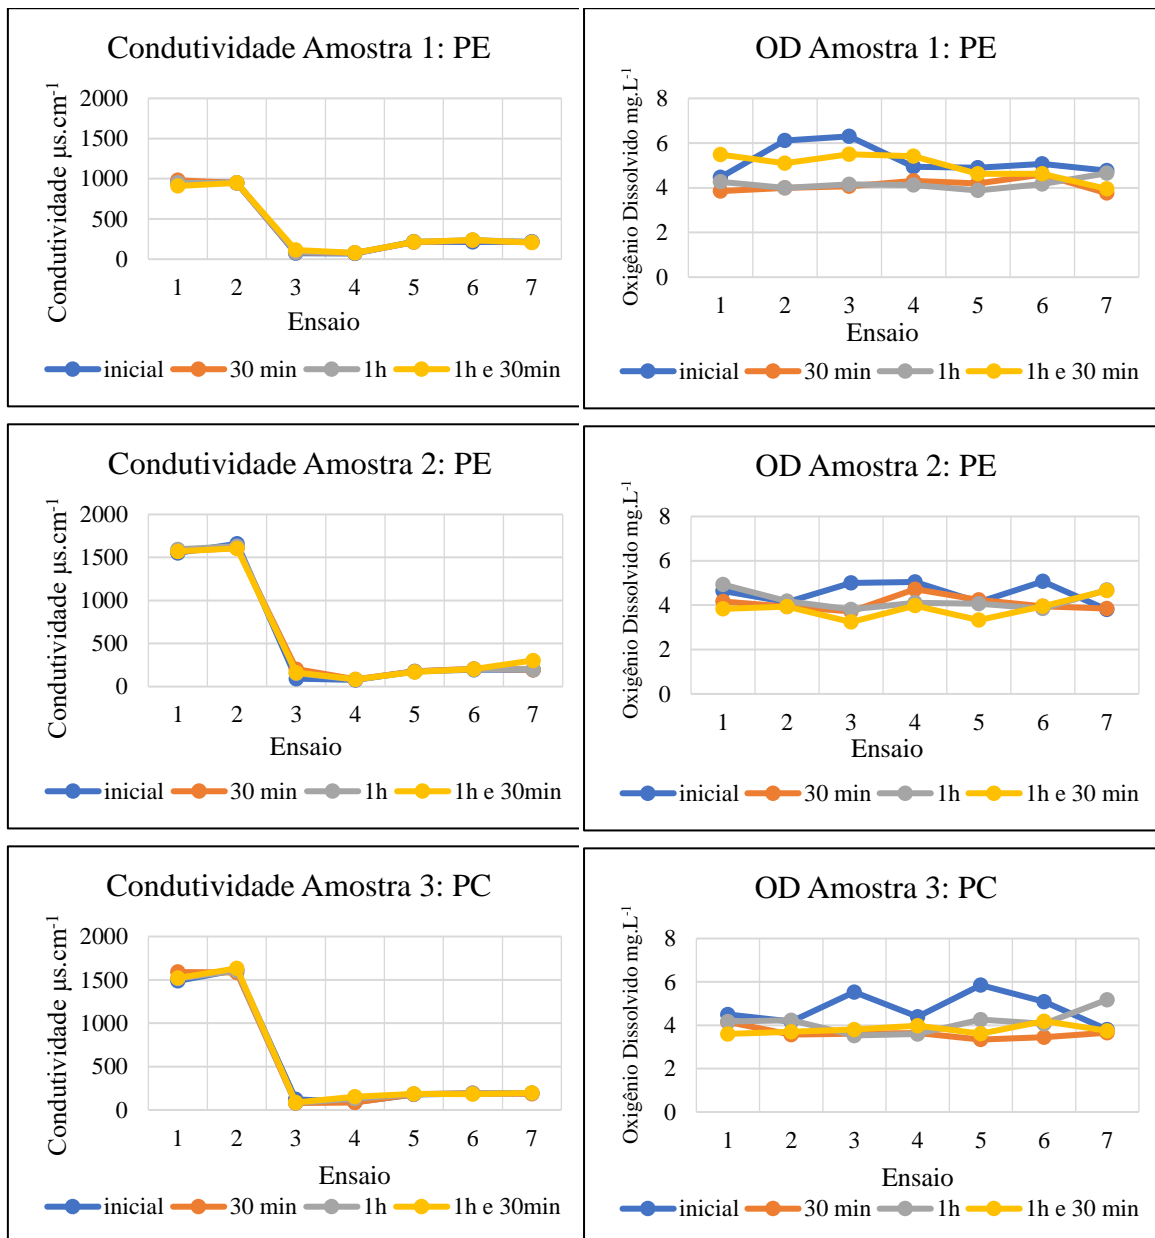 Condutividade Amostra 1: PE
Condutividade µs.cm-1
2000
1500
1000
500
0
1 2 3 4 5 6 7
Ensaio
inicial 30 min 1h 1h e 30min
OD Amostra 1: PE
Oxigênio Dissolvido mg.L-1
8
6
4
2
0
1 2 3 4 5 6 7
Ensaio
inicial 30 min 1h 1h e 30 min
Condutividade Amostra 2: PE
Condutividade µs.cm-1
2000
1500
1000
500
0
1 2 3 4 5 6 7
Ensaio
inicial 30 min 1h 1h e 30min
OD Amostra 2: PE
Oxigênio Dissolvido mg.L-1
8
6
4
2
0
1 2 3 4 5 6 7
Ensaio
inicial 30 min 1h 1h e 30 min
Condutividade Amostra 3: PC
Condutividade µs.cm-1
2000
1500
1000
500
0
1 2 3 4 5 6 7
Ensaio
inicial 30 min 1h 1h e 30min
OD Amostra 3: PC
Oxigênio Dissolvido mg.L-1
8
6
4
2
0
1 2 3 4 5 6 7
Ensaio
inicial 30 min 1h 1h e 30 min